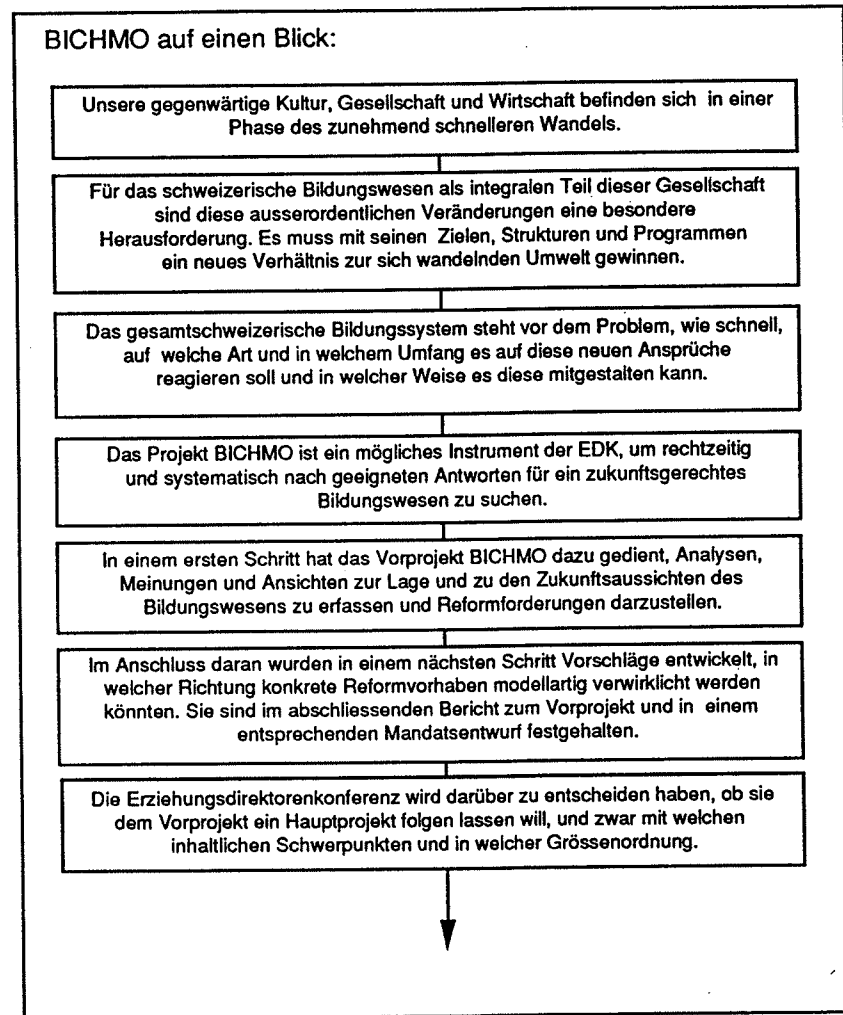 BICHMO auf einen Blick:
Unsere gegenwärtige Kultur, Gesellschaft und Wirtschaft befinden sich in einer
Phase des zunehmend schnelleren Wandels.
Für das schweizerische Bildungswesen als integralen Teil dieser Gesellschaft
sind diese ausserordentlichen Veränderungen eine besondere
Herausforderung. Es muss mit seinen Zielen, Strukturen und Programmen
ein neues Verhältnis zur sich wandelnden Umwelt gewinnen.
Das gesamtschweizerische Bildungssystem steht vor dem Problem, wie schnell,
auf welche Art und in welchem Umfang es auf diese neuen Ansprüche
reagieren soll und in welcher Weise es diese mitgestalten kann.
Das Projekt BICHMO ist ein mögliches Instrument der EDK, um rechtzeitig
und systematisch nach geeigneten Antworten für ein zukunftsgerechtes
Bildungswesen zu suchen.
In einem ersten Schritt hat das Vorprojekt BICHMO dazu gedient, Analysen,
Meinungen und Ansichten zur Lage und zu den Zukunftsaussichten des
Bildungswesens zu erfassen und Reformforderungen darzustellen.
Im Anschluss daran wurden in einem nächsten Schritt Vorschläge entwickelt, in
welcher Richtung konkrete Reformvorhaben modellartig verwirklicht werden
könnten. Sie sind im abschliessenden Bericht zum Vorprojekt und in einem
entsprechenden Mandatsentwurf festgehalten.
Die Erziehungsdirektorenkonferenz wird darüber zu entscheiden haben, ob sie
dem Vorprojekt ein Hauptprojekt folgen lassen will, und zwar mit welchen
inhaltlichen Schwerpunkten und in welcher Grössenordnung.